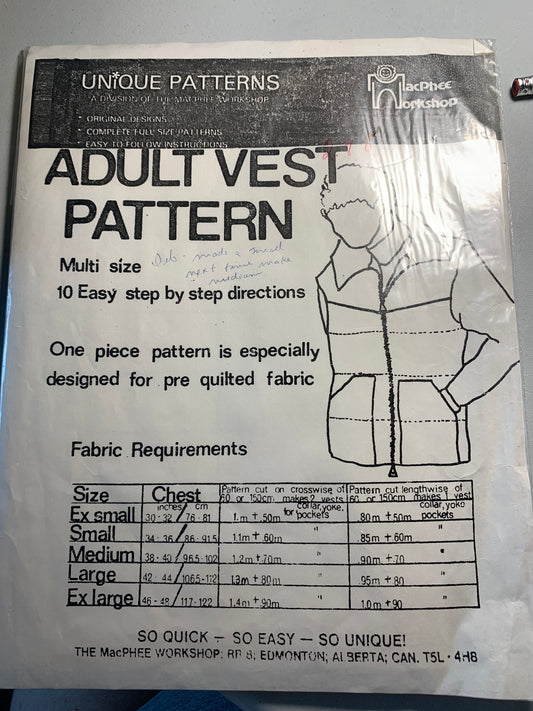 UNIQUE PATTERNS
A DIVISION OF THE MACPHEE WORKSHOP
MacPhee
Workshop
· ORIGINAL DESIGNS
· COMPLETE FULL SIZE PATTERNS
· EASY TO FOLLOW INSTRUCTIONS
ADULT VEST
PATTERN
Multi size
Deb - made a small
next time make
medium
10 Easy step by step directions
One piece pattern is especially
designed for pre quilted fabric
Fabric Requirements
Size Chest Pattern cut on crosswise of Pattern cut lengthwise of
inches/cm 60 or 150cm makes 2 vests 60 or 150cm makes 1 vest
Ex small 30-32/76-81 1.m + .50m for collar, yoke, pockets .80m + 50m collar, yoko pockets
Small 34-36/86-91.5 1.1m + 60m " .85m + 60m "
Medium 38-40/96.5-102 1.2m + 70m " .90m + 70 "
Large 42-44/106.5-112 1.3m + 80m " .95m + 80 "
Ex large 46-48/117-122 1.4m + 90m " 1.0m + 90 "
SO QUICK – SO EASY – SO UNIQUE!
THE MacPHEE WORKSHOP: RR 8; EDMONTON; ALBERTA; CAN. T5L·4H8